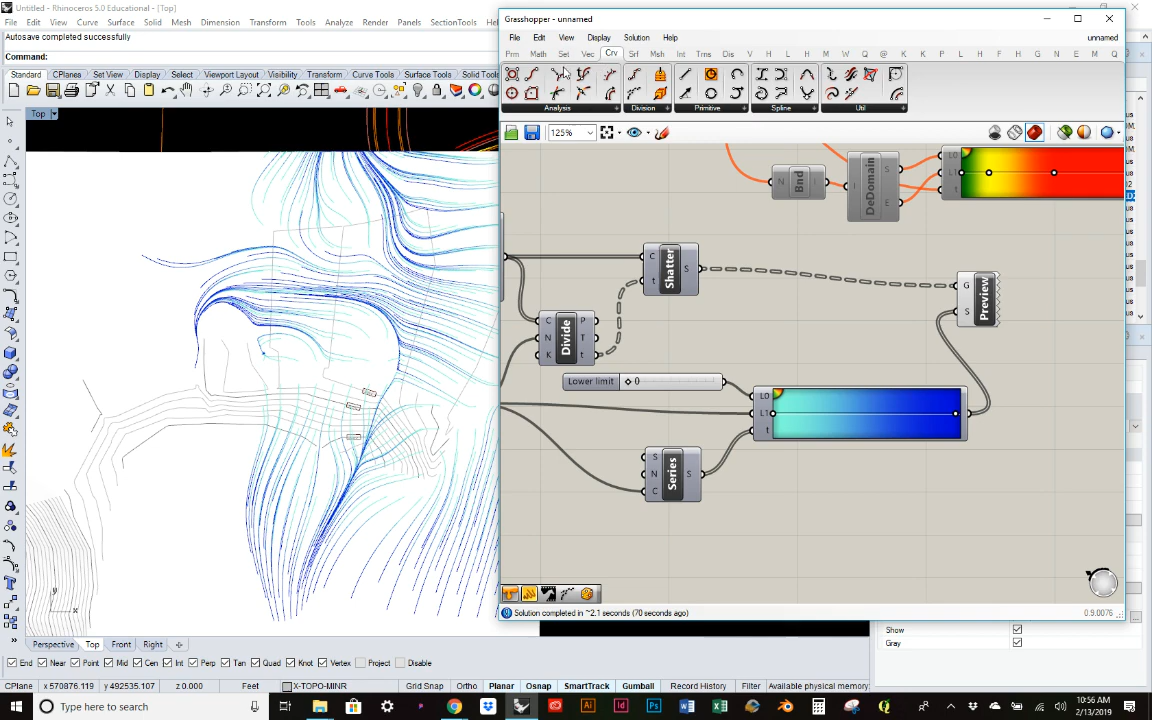 Untitled - Rhinoceros 5.0 Educational - [Top]
File Edit View Curve Surface Solid Mesh Dimension Transform Tools Analyze Render Panels SectionTools He
Autosave completed successfully
Command:
Standard CPlanes Set View Display Select Viewport Layout Visibility Transform Curve Tools Surface Tools Solid Tools
Top
Grasshopper - unnamed
File Edit View Display Solution Help unnamed
Prm Math Set Vec Crv Srf Msh Int Trns Dis V H L H M W Q @ K K P L H F N E M Q
Analysis Division Primitive Spline Util
125%
N Bnd I
I DeDomain S E
L0 L1 t
C t Shatter S
G S Preview
C N K Divide P T t
Lower limit 0
L0 L1 t
S N C Series S
Solution completed in ~2.1 seconds (70 seconds ago) 0.9.0076
y
x
Perspective Top Front Right
Show
Gray
End Near Point Mid Cen Int Perp Tan Quad Knot Vertex Project Disable
CPlane x 570876.119 y 492535.107 z 0.000 Feet X-TOPO-MINR Grid Snap Ortho Planar Osnap SmartTrack Gumball Record History Filter Available physical memory:
Type here to search
10:56 AM
2/13/2019